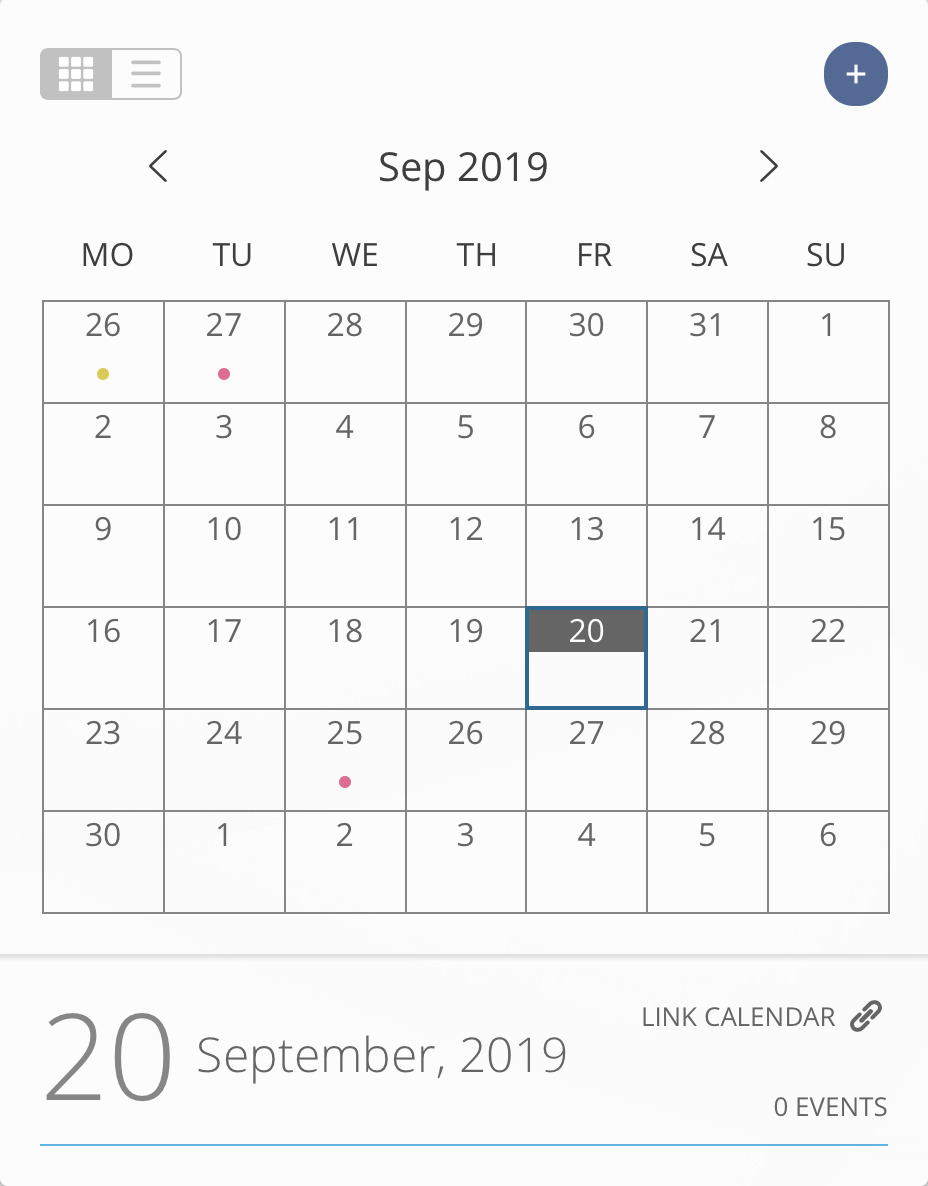 +
Sep 2019
MO TU WE TH FR SA SU
26 27 28 29 30 31 1
2 3 4 5 6 7 8
9 10 11 12 13 14 15
16 17 18 19 20 21 22
23 24 25 26 27 28 29
30 1 2 3 4 5 6
LINK CALENDAR
20 September, 2019
0 EVENTS